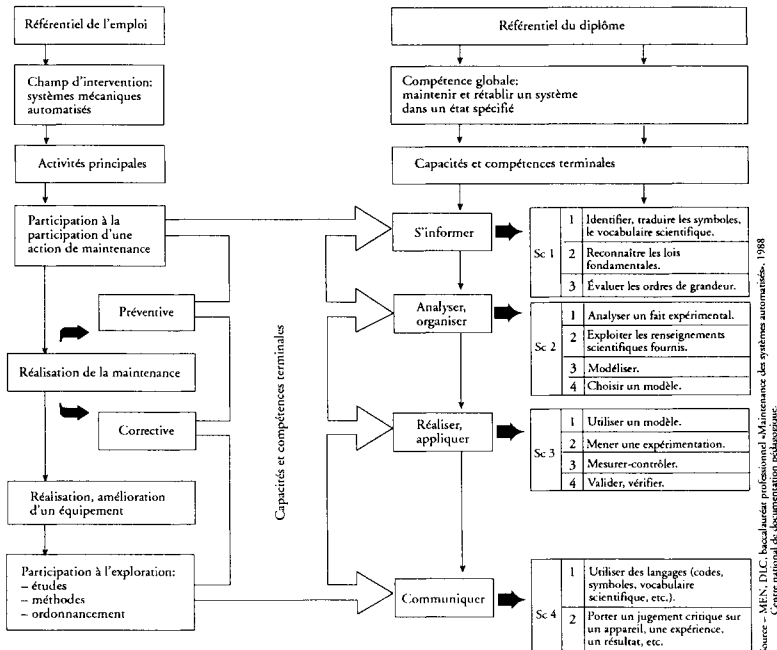 Référentiel de l'emploi
Champ d'intervention:
systèmes mécaniques
automatisés
Activités principales
Participation à la
participation d'une
action de maintenance
Préventive
Réalisation de la maintenance
Corrective
Réalisation, amélioration
d'un équipement
Participation à l'exploration:
– études
– méthodes
– ordonnancement
Capacités et compétences terminales
Référentiel du diplôme
Compétence globale:
maintenir et rétablir un système
dans un état spécifié
Capacités et compétences terminales
S'informer
Sc 1
1 Identifier, traduire les symboles,
le vocabulaire scientifique.
2 Reconnaître les lois
fondamentales.
3 Évaluer les ordres de grandeur.
Analyser,
organiser
Sc 2
1 Analyser un fait expérimental.
2 Exploiter les renseignements
scientifiques fournis.
3 Modéliser.
4 Choisir un modèle.
Réaliser,
appliquer
Sc 3
1 Utiliser un modèle.
2 Mener une expérimentation.
3 Mesurer-contrôler.
4 Valider, vérifier.
Communiquer
Sc 4
1 Utiliser des langages (codes,
symboles, vocabulaire
scientifique, etc.).
2 Porter un jugement critique sur
un appareil, une expérience,
un résultat, etc.
Source – MEN, DLC, baccalauréat professionnel «Maintenance des systèmes automatisés», 1988
Centre national de documentation pédagogique.